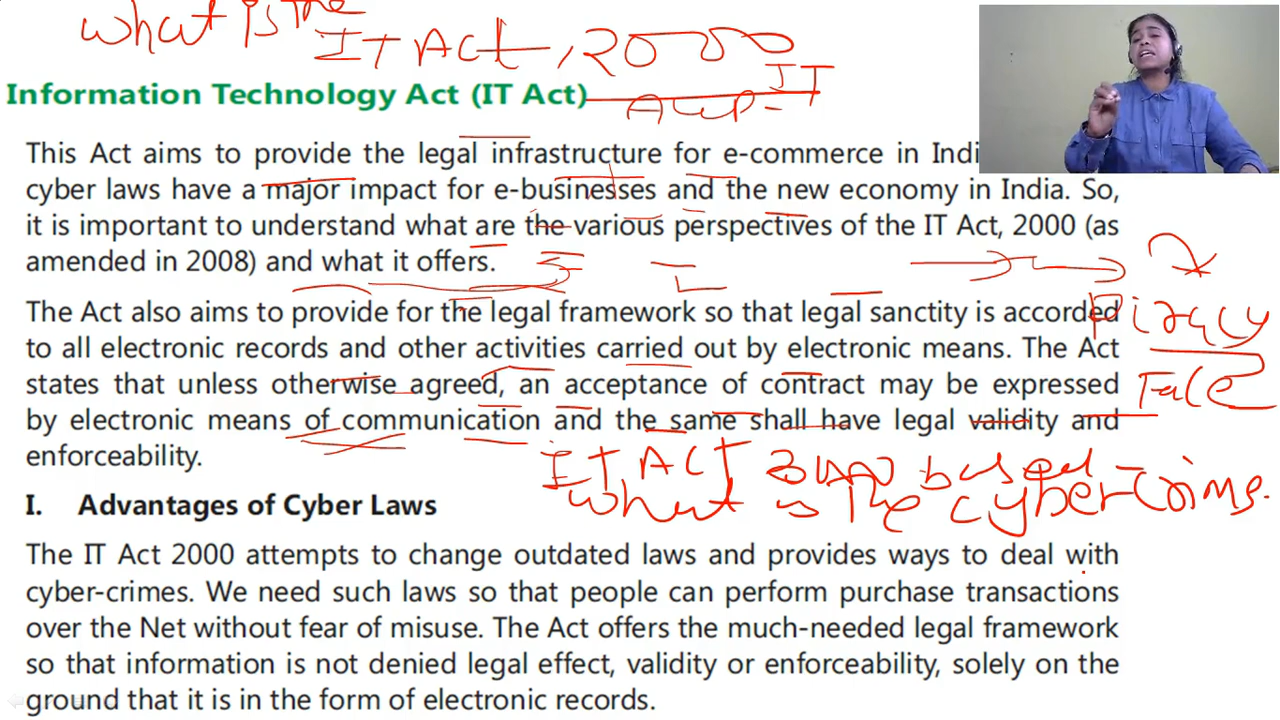 what is the
IT Act, 2000
IT
Information Technology Act (IT Act)
This Act aims to provide the legal infrastructure for e-commerce in Indi
cyber laws have a major impact for e-businesses and the new economy in India. So,
it is important to understand what are the various perspectives of the IT Act, 2000 (as
amended in 2008) and what it offers.
The Act also aims to provide for the legal framework so that legal sanctity is accorded
Piracy
to all electronic records and other activities carried out by electronic means. The Act
states that unless otherwise agreed, an acceptance of contract may be expressed
by electronic means of communication and the same shall have legal validity and
enforceability.
IT ACT based
what is the cyber-crime.
I. Advantages of Cyber Laws
The IT Act 2000 attempts to change outdated laws and provides ways to deal with
cyber-crimes. We need such laws so that people can perform purchase transactions
over the Net without fear of misuse. The Act offers the much-needed legal framework
so that information is not denied legal effect, validity or enforceability, solely on the
ground that it is in the form of electronic records.